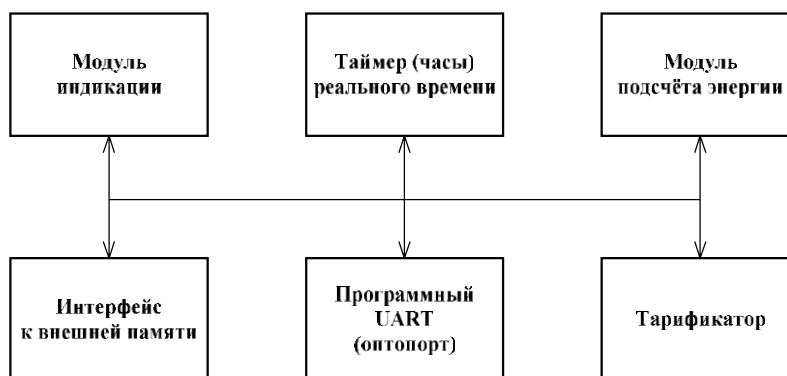 Модуль
индикации
Таймер (часы)
реального времени
Модуль
подсчёта энергии
Интерфейс
к внешней памяти
Программный
UART
(оптопорт)
Тарификатор